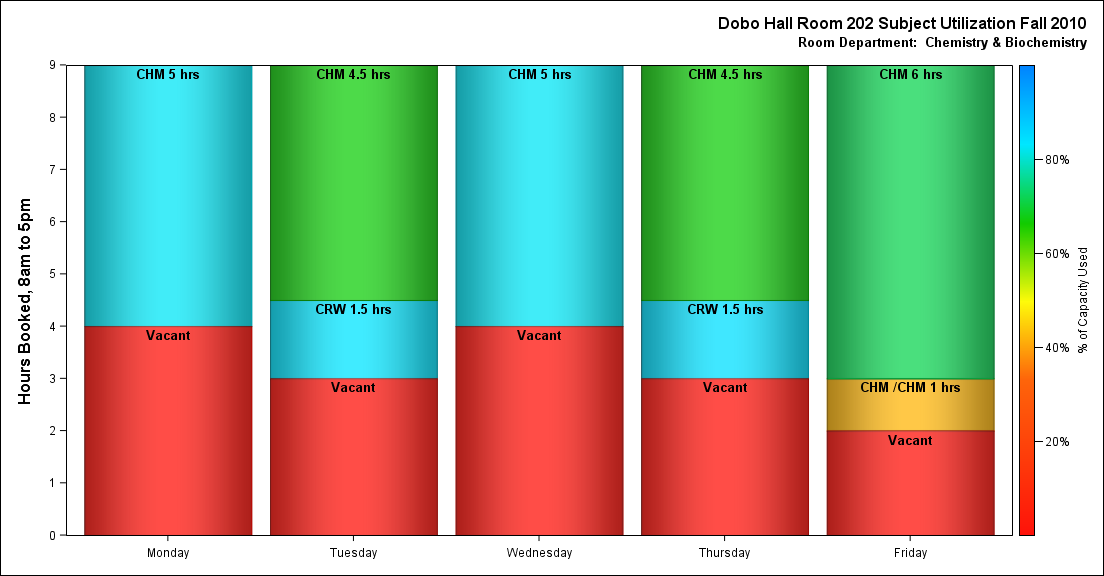 Dobo Hall Room 202 Subject Utilization Fall 2010
Room Department:  Chemistry & Biochemistry
Hours Booked, 8am to 5pm
9
8
7
6
5
4
3
2
1
0
CHM 5 hrs
Vacant
CHM 4.5 hrs
CRW 1.5 hrs
Vacant
CHM 5 hrs
Vacant
CHM 4.5 hrs
CRW 1.5 hrs
Vacant
CHM 6 hrs
CHM /CHM 1 hrs
Vacant
Monday
Tuesday
Wednesday
Thursday
Friday
80%
60%
40%
20%
% of Capacity Used